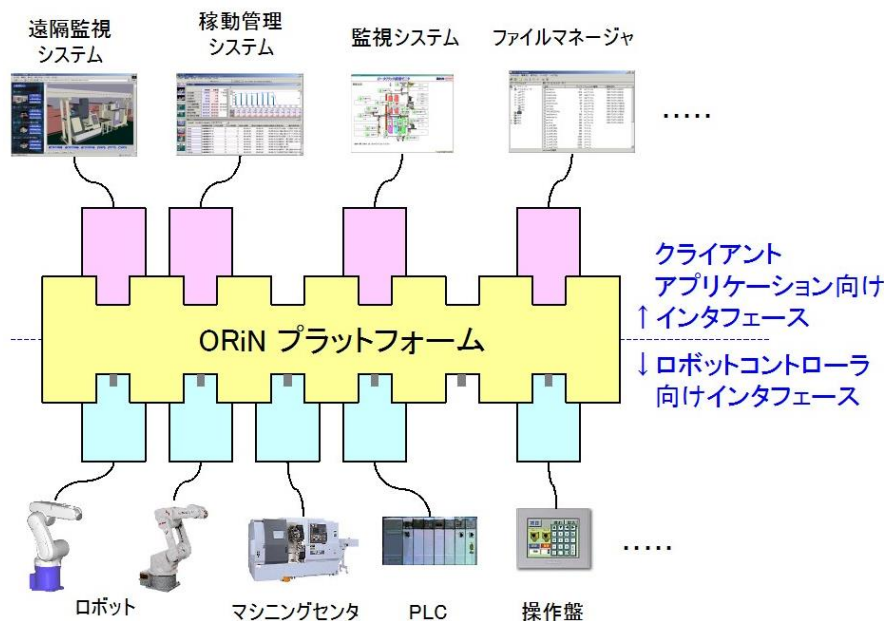 遠隔監視
システム
稼動管理
システム
監視システム
ファイルマネージャ
.....
クライアント
アプリケーション向け
↑インタフェース
ORiN プラットフォーム
↓ロボットコントローラ
向けインタフェース
.....
ロボット
マシニングセンタ
PLC
操作盤